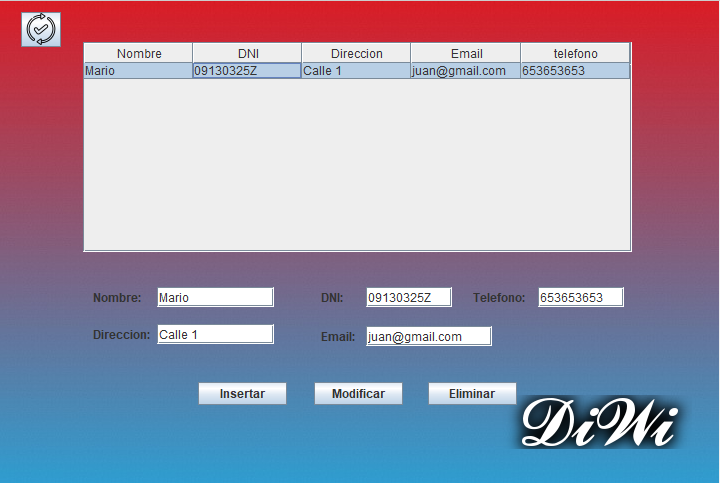 Nombre DNI Direccion Email telefono
Mario 09130325Z Calle 1 juan@gmail.com 653653653
Nombre: Mario DNI: 09130325Z Telefono: 653653653
Direccion: Calle 1 Email: juan@gmail.com
Insertar Modificar Eliminar
DiWi